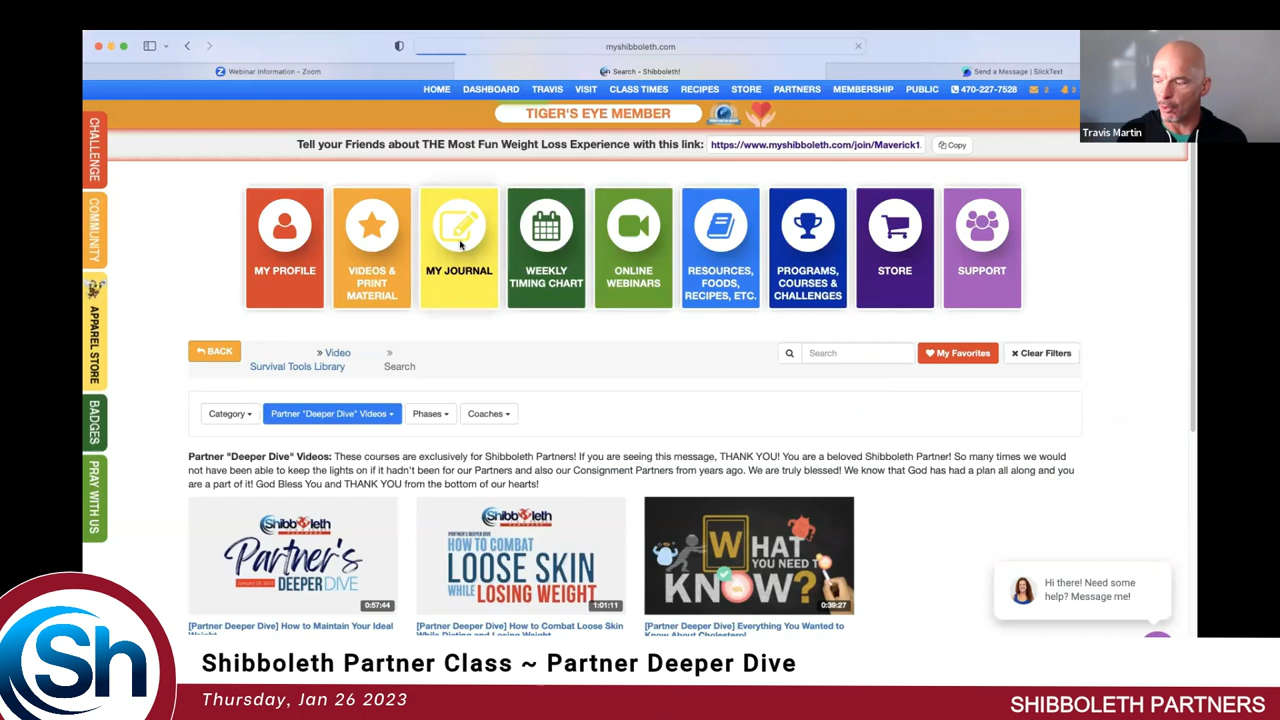 myshibboleth.com
Webinar Information - Zoom
Search - Shibboleth!
Send a Message | SlickText
HOME DASHBOARD TRAVIS VISIT CLASS TIMES RECIPES STORE PARTNERS MEMBERSHIP PUBLIC 470-227-7528 2 3
TIGER'S EYE MEMBER
Travis Martin
Tell your Friends about THE Most Fun Weight Loss Experience with this link: https://www.myshibboleth.com/join/Maverick1 Copy
CHALLENGE
COMMUNITY
APPAREL STORE
BADGES
PRAY WITH US
MY PROFILE
VIDEOS &
PRINT
MATERIAL
MY JOURNAL
WEEKLY
TIMING CHART
ONLINE
WEBINARS
RESOURCES,
FOODS,
RECIPES, ETC.
PROGRAMS,
COURSES &
CHALLENGES
STORE
SUPPORT
BACK
» Video
Survival Tools Library
»
Search
Search
My Favorites
Clear Filters
Category
Partner "Deeper Dive" Videos
Phases
Coaches
Partner "Deeper Dive" Videos: These courses are exclusively for Shibboleth Partners! If you are seeing this message, THANK YOU! You are a beloved Shibboleth Partner! So many times we would
not have been able to keep the lights on if it hadn't been for our Partners and also our Consignment Partners from years ago. We are truly blessed! We know that God has had a plan all along and you
are a part of it! God Bless You and THANK YOU from the bottom of our hearts!
Shibboleth
PARTNERS
Partner's
DEEPER DIVE
0:57:44
Shibboleth
PARTNERS
PARTNER'S DEEPER DIVE
HOW TO COMBAT
LOOSE SKIN
WHILE LOSING WEIGHT
1:01:11
WHAT
YOU NEED TO
KNOW?
0:39:27
[Partner Deeper Dive] How to Maintain Your Ideal
Weight
[Partner Deeper Dive] How to Combat Loose Skin
While Dieting and Losing Weight
[Partner Deeper Dive] Everything You Wanted to
Know About Cholesterol
Hi there! Need some
help? Message me!
Sh
Shibboleth Partner Class ~ Partner Deeper Dive
Thursday, Jan 26 2023
SHIBBOLETH PARTNERS